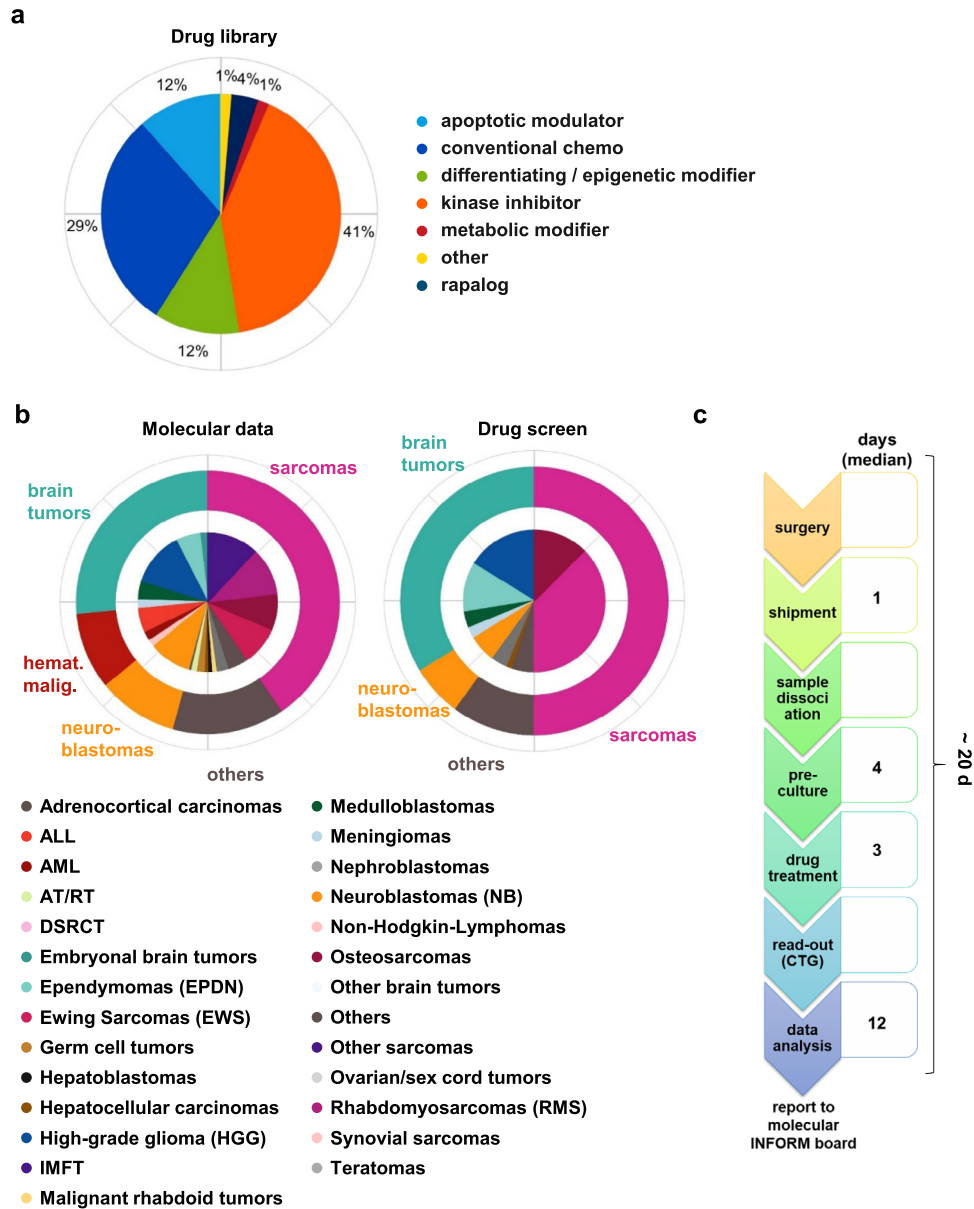 a
Drug library
12%
1%
4%
1%
29%
41%
12%
apoptotic modulator
conventional chemo
differentiating / epigenetic modifier
kinase inhibitor
metabolic modifier
other
rapalog
b
Molecular data
sarcomas
brain
tumors
hemat.
malig.
neuro-
blastomas
others
Drug screen
brain
tumors
neuro-
blastomas
sarcomas
others
Adrenocortical carcinomas
ALL
AML
AT/RT
DSRCT
Embryonal brain tumors
Ependymomas (EPDN)
Ewing Sarcomas (EWS)
Germ cell tumors
Hepatoblastomas
Hepatocellular carcinomas
High-grade glioma (HGG)
IMFT
Malignant rhabdoid tumors
Medulloblastomas
Meningiomas
Nephroblastomas
Neuroblastomas (NB)
Non-Hodgkin-Lymphomas
Osteosarcomas
Other brain tumors
Others
Other sarcomas
Ovarian/sex cord tumors
Rhabdomyosarcomas (RMS)
Synovial sarcomas
Teratomas
c
days
(median)
surgery
shipment
1
sample
dissoci
ation
pre-
culture
4
drug
treatment
3
read-out
(CTG)
data
analysis
12
~ 20 d
report to
molecular
INFORM board